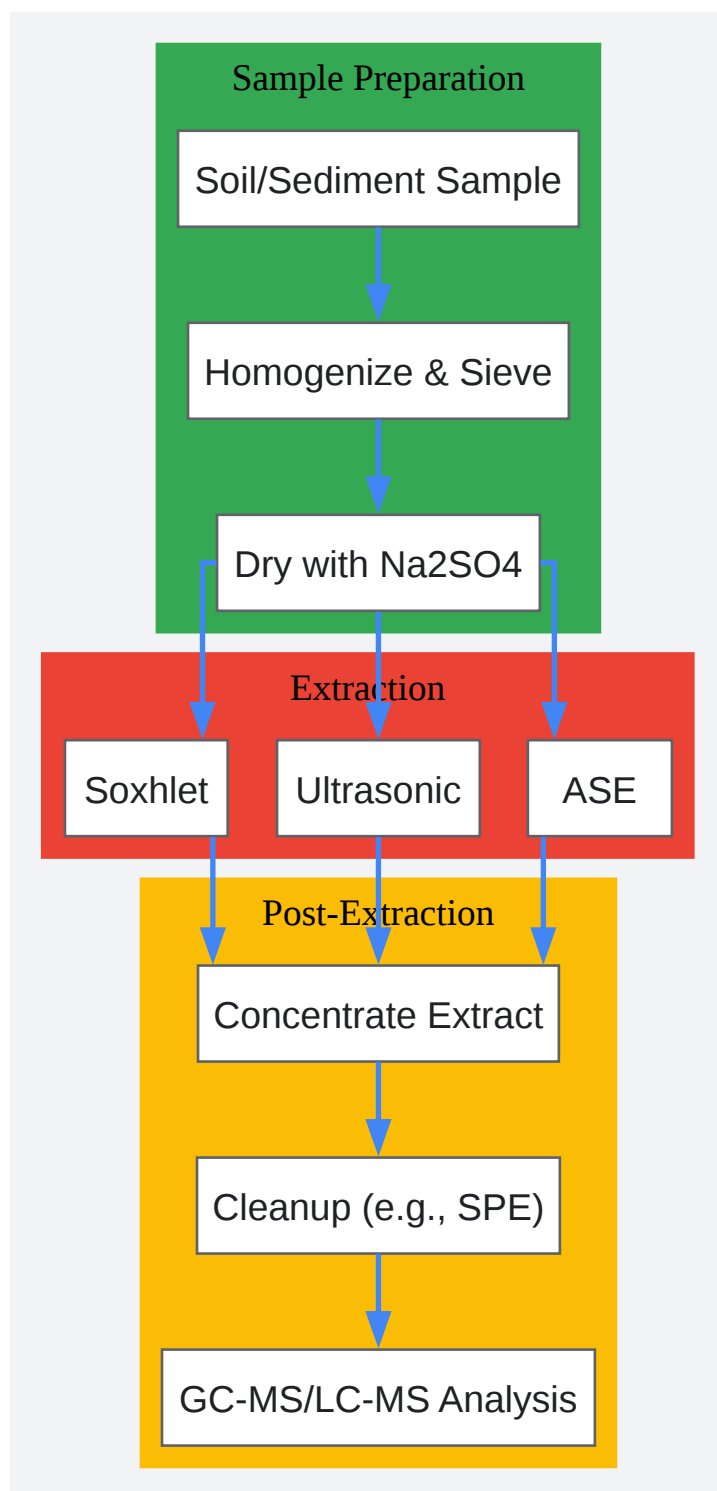 Sample Preparation
Soil/Sediment Sample
Homogenize & Sieve
Dry with Na2SO4
Extraction
Soxhlet
Ultrasonic
ASE
Post-Extraction
Concentrate Extract
Cleanup (e.g., SPE)
GC-MS/LC-MS Analysis